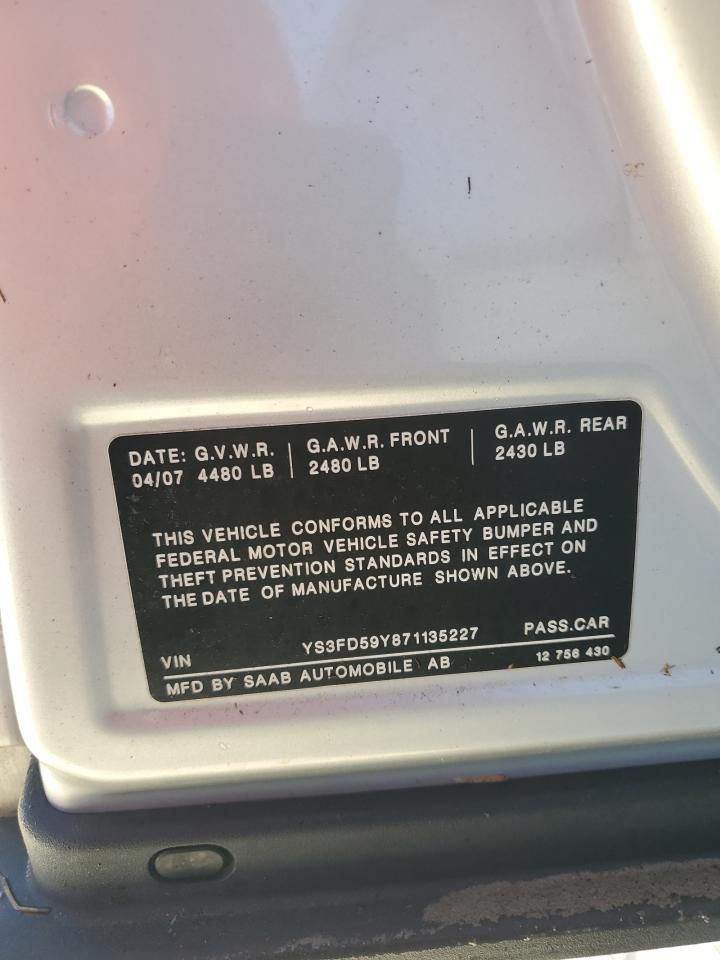 DATE: G.V.W.R. | G.A.W.R. FRONT | G.A.W.R. REAR
04/07 4480 LB | 2480 LB | 2430 LB
THIS VEHICLE CONFORMS TO ALL APPLICABLE
FEDERAL MOTOR VEHICLE SAFETY BUMPER AND
THEFT PREVENTION STANDARDS IN EFFECT ON
THE DATE OF MANUFACTURE SHOWN ABOVE.
VIN YS3FD59Y871135227 PASS.CAR
MFD BY SAAB AUTOMOBILE AB 12 756 430